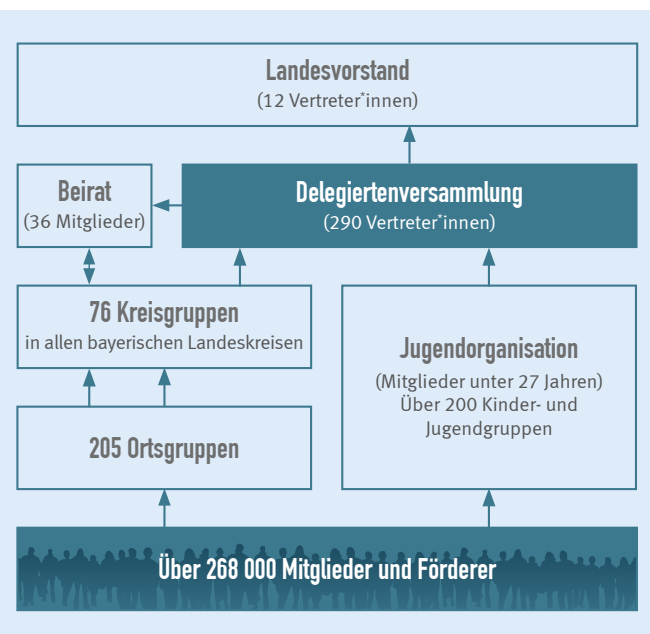 Landesvorstand
(12 Vertreter*innen)
Beirat
(36 Mitglieder)
Delegiertenversammlung
(290 Vertreter*innen)
76 Kreisgruppen
in allen bayerischen Landeskreisen
Jugendorganisation
(Mitglieder unter 27 Jahren)
Über 200 Kinder- und
Jugendgruppen
205 Ortsgruppen
Über 268 000 Mitglieder und Förderer